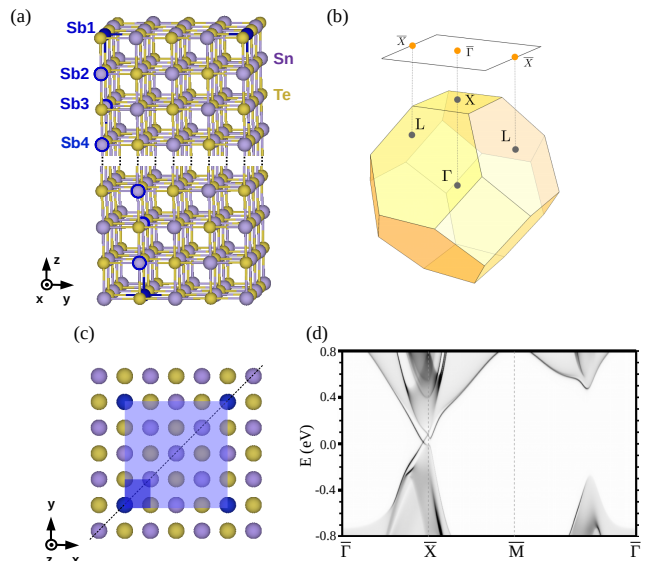 (a)
Sb1
Sb2
Sb3
Sb4
Sn
Te
z
x y
(b)
X̅
Γ̅
X̅
X
L
L
Γ
(c)
y
z x
(d)
E (eV)
0.8
0.4
0.0
-0.4
-0.8
Γ̅ X̅ M̅ Γ̅